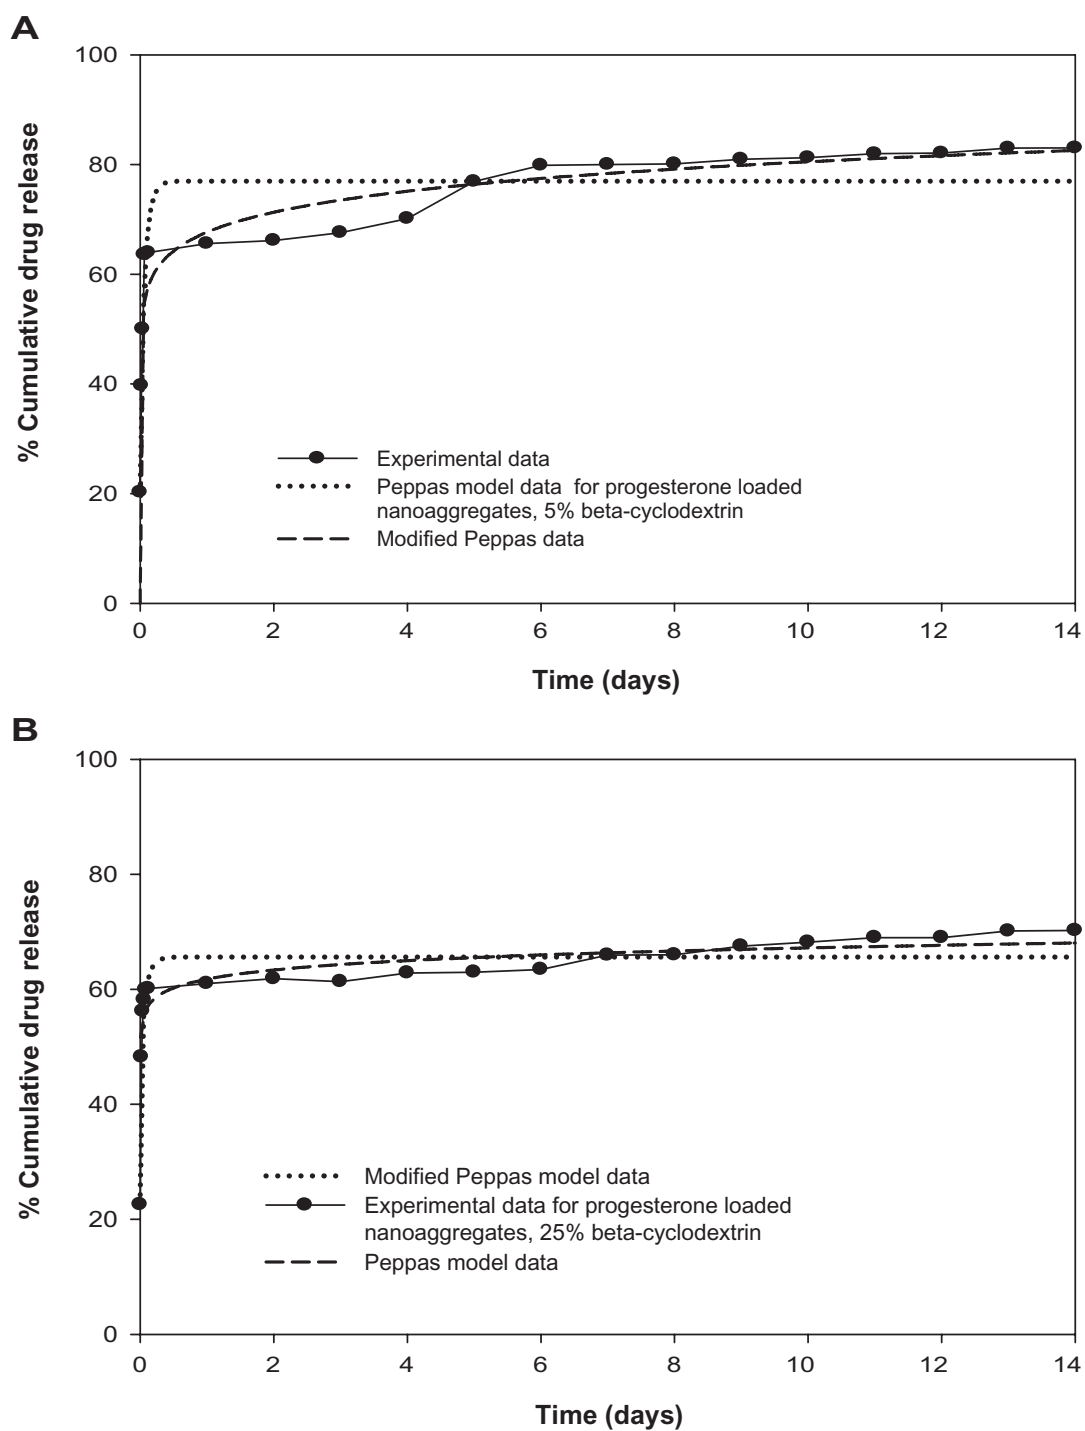 A
100
80
60
40
20
0
% Cumulative drug release
Experimental data
Peppas model data for progesterone loaded
nanoaggregates, 5% beta-cyclodextrin
Modified Peppas data
0 2 4 6 8 10 12 14
Time (days)
B
100
80
60
40
20
0
% Cumulative drug release
Modified Peppas model data
Experimental data for progesterone loaded
nanoaggregates, 25% beta-cyclodextrin
Peppas model data
0 2 4 6 8 10 12 14
Time (days)